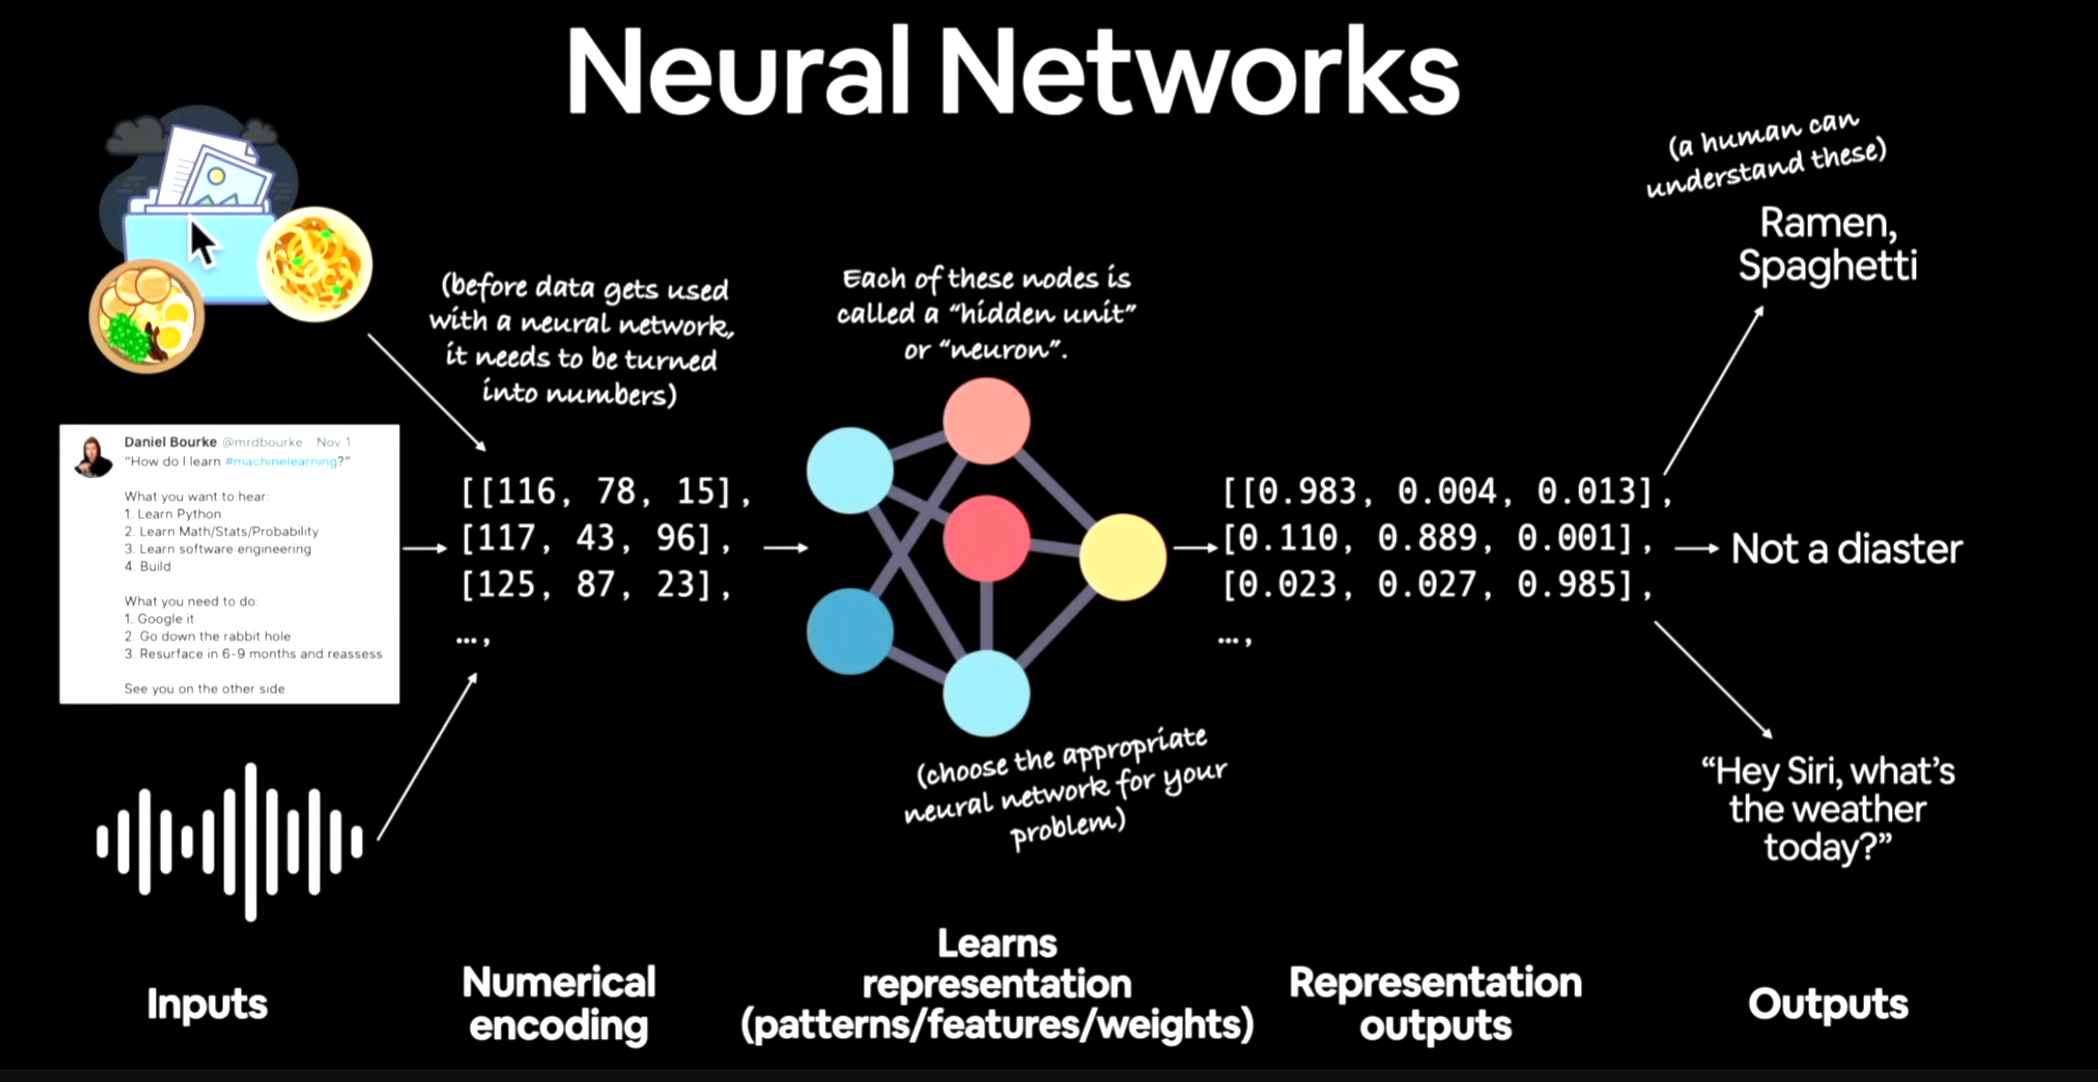 Neural Networks
(a human can
understand these)
Ramen,
Spaghetti
(before data gets used
with a neural network,
it needs to be turned
into numbers)
Each of these nodes is
called a “hidden unit”
or “neuron”.
Daniel Bourke @mrdbourke Nov 1
“How do I learn #machinelearning?”
What you want to hear:
1. Learn Python
2. Learn Math/Stats/Probability
3. Learn software engineering
4. Build
What you need to do:
1. Google it
2. Go down the rabbit hole
3. Resurface in 6-9 months and reassess
See you on the other side.
[[116, 78, 15],
[117, 43, 96],
[125, 87, 23],
…,
[[0.983, 0.004, 0.013],
[0.110, 0.889, 0.001],
[0.023, 0.027, 0.985],
…,
Not a diaster
(choose the appropriate
neural network for your
problem)
“Hey Siri, what’s
the weather
today?”
Inputs
Numerical
encoding
Learns
representation
(patterns/features/weights)
Representation
outputs
Outputs